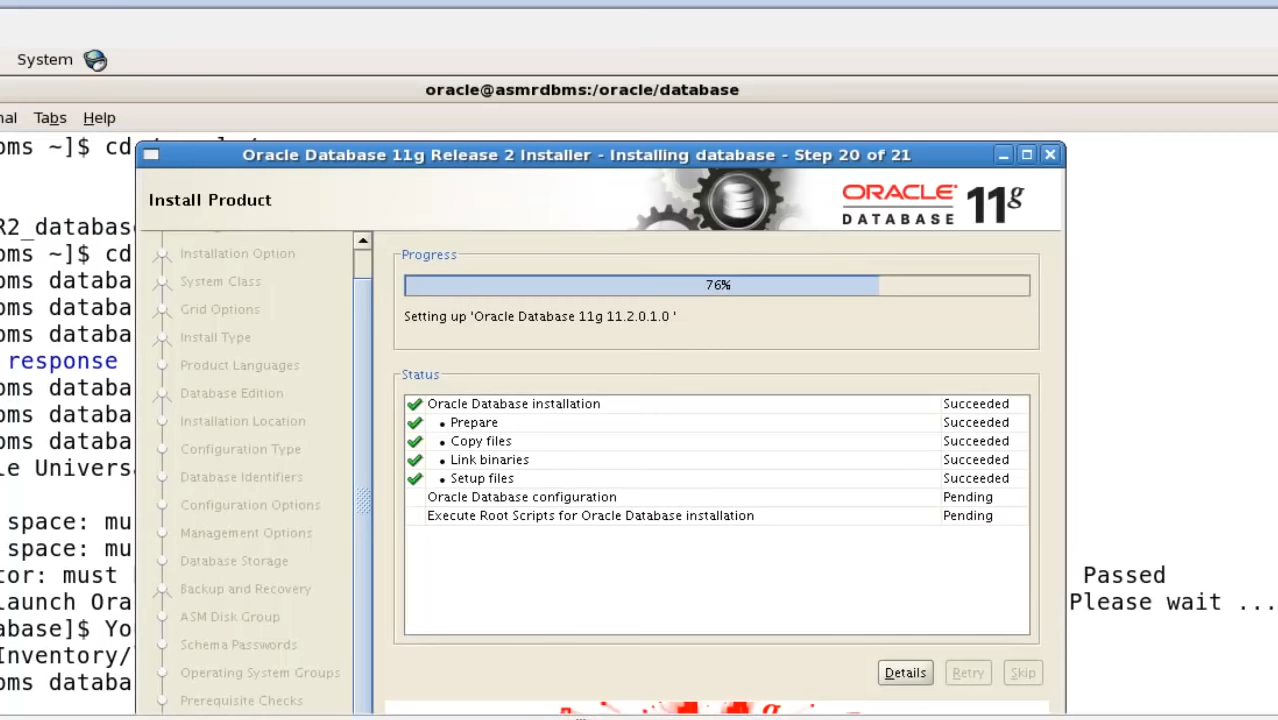 System
oracle@asmrdbms:/oracle/database
nal Tabs Help
oms ~]$ cd
Oracle Database 11g Release 2 Installer - Installing database - Step 20 of 21
Install Product
ORACLE DATABASE 11g
R2_database
oms ~]$ cd
oms databa
oms databa
oms databa
response
oms databa
oms databa
oms databa
le Univers
space: mu
space: mu
tor: must
Launch Ora
abase]$ Yo
Inventory/
oms databa
Installation Option
System Class
Grid Options
Install Type
Product Languages
Database Edition
Installation Location
Configuration Type
Database Identifiers
Configuration Options
Management Options
Database Storage
Backup and Recovery
ASM Disk Group
Schema Passwords
Operating System Groups
Prerequisite Checks
Progress
76%
Setting up 'Oracle Database 11g 11.2.0.1.0 '
Status
Oracle Database installation Succeeded
• Prepare Succeeded
• Copy files Succeeded
• Link binaries Succeeded
• Setup files Succeeded
Oracle Database configuration Pending
Execute Root Scripts for Oracle Database installation Pending
Details Retry Skip
Passed
Please wait ...